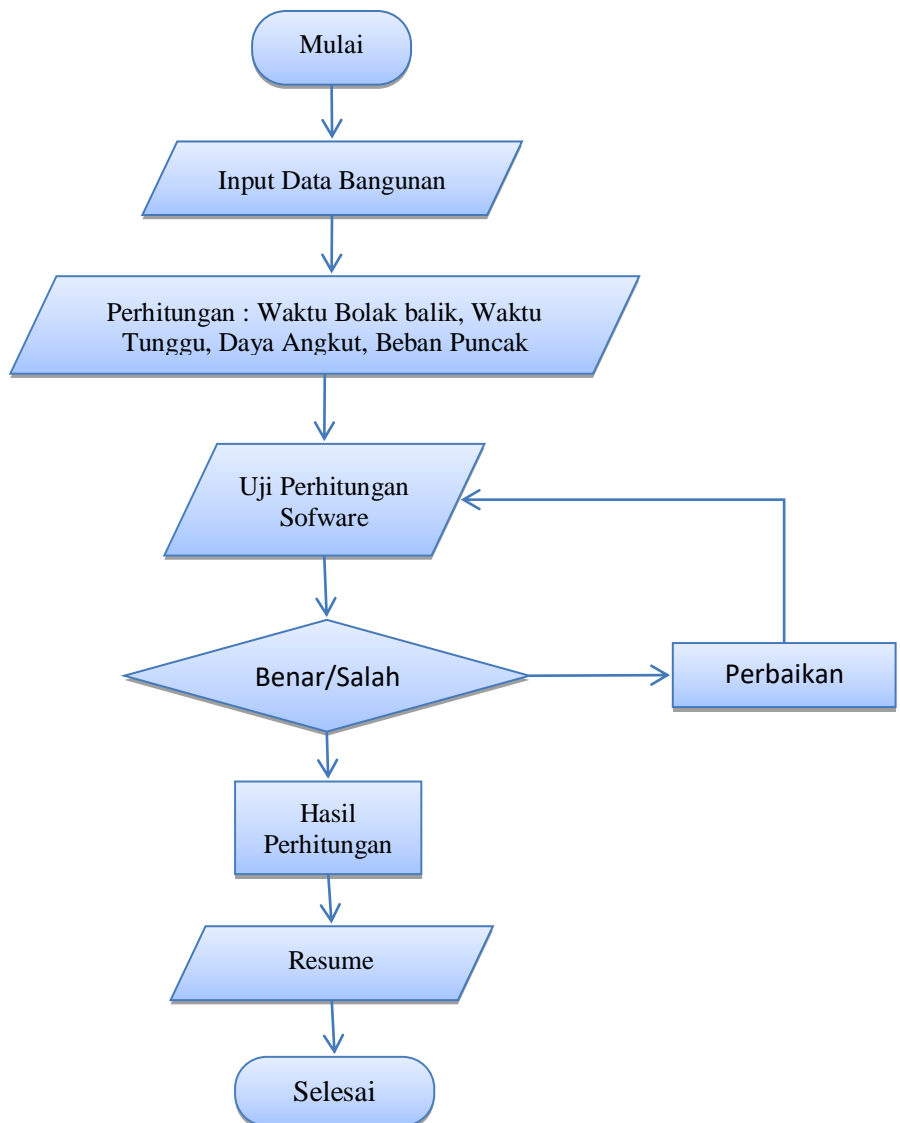 Mulai
Input Data Bangunan
Perhitungan : Waktu Bolak balik, Waktu
Tunggu, Daya Angkut, Beban Puncak
Uji Perhitungan
Sofware
Benar/Salah
Perbaikan
Hasil
Perhitungan
Resume
Selesai